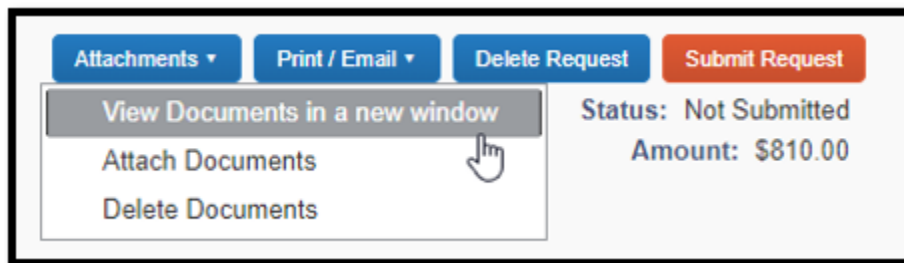 Attachments Print / Email Delete Request Submit Request
View Documents in a new window Status: Not Submitted
Attach Documents Amount: $810.00
Delete Documents